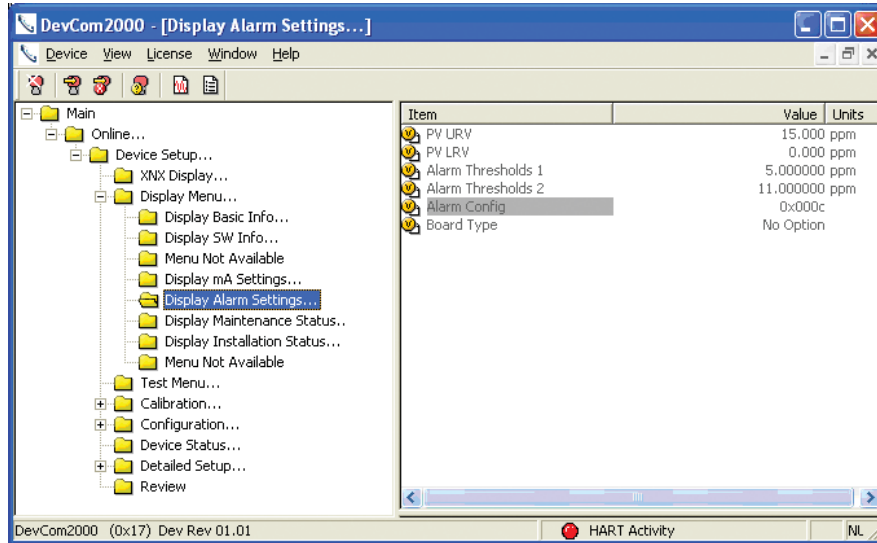 DevCom2000 - [Display Alarm Settings...]
Device View License Window Help
Main
Online...
Device Setup...
XNX Display...
Display Menu...
Display Basic Info...
Display SW Info...
Menu Not Available
Display mA Settings...
Display Alarm Settings...
Display Maintenance Status..
Display Installation Status...
Menu Not Available
Test Menu...
Calibration...
Configuration...
Device Status...
Detailed Setup...
Review
Item Value Units
PV URV 15.000 ppm
PV LRV 0.000 ppm
Alarm Thresholds 1 5.000000 ppm
Alarm Thresholds 2 11.000000 ppm
Alarm Config 0x000c
Board Type No Option
DevCom2000 (0x17) Dev Rev 01.01 HART Activity NL